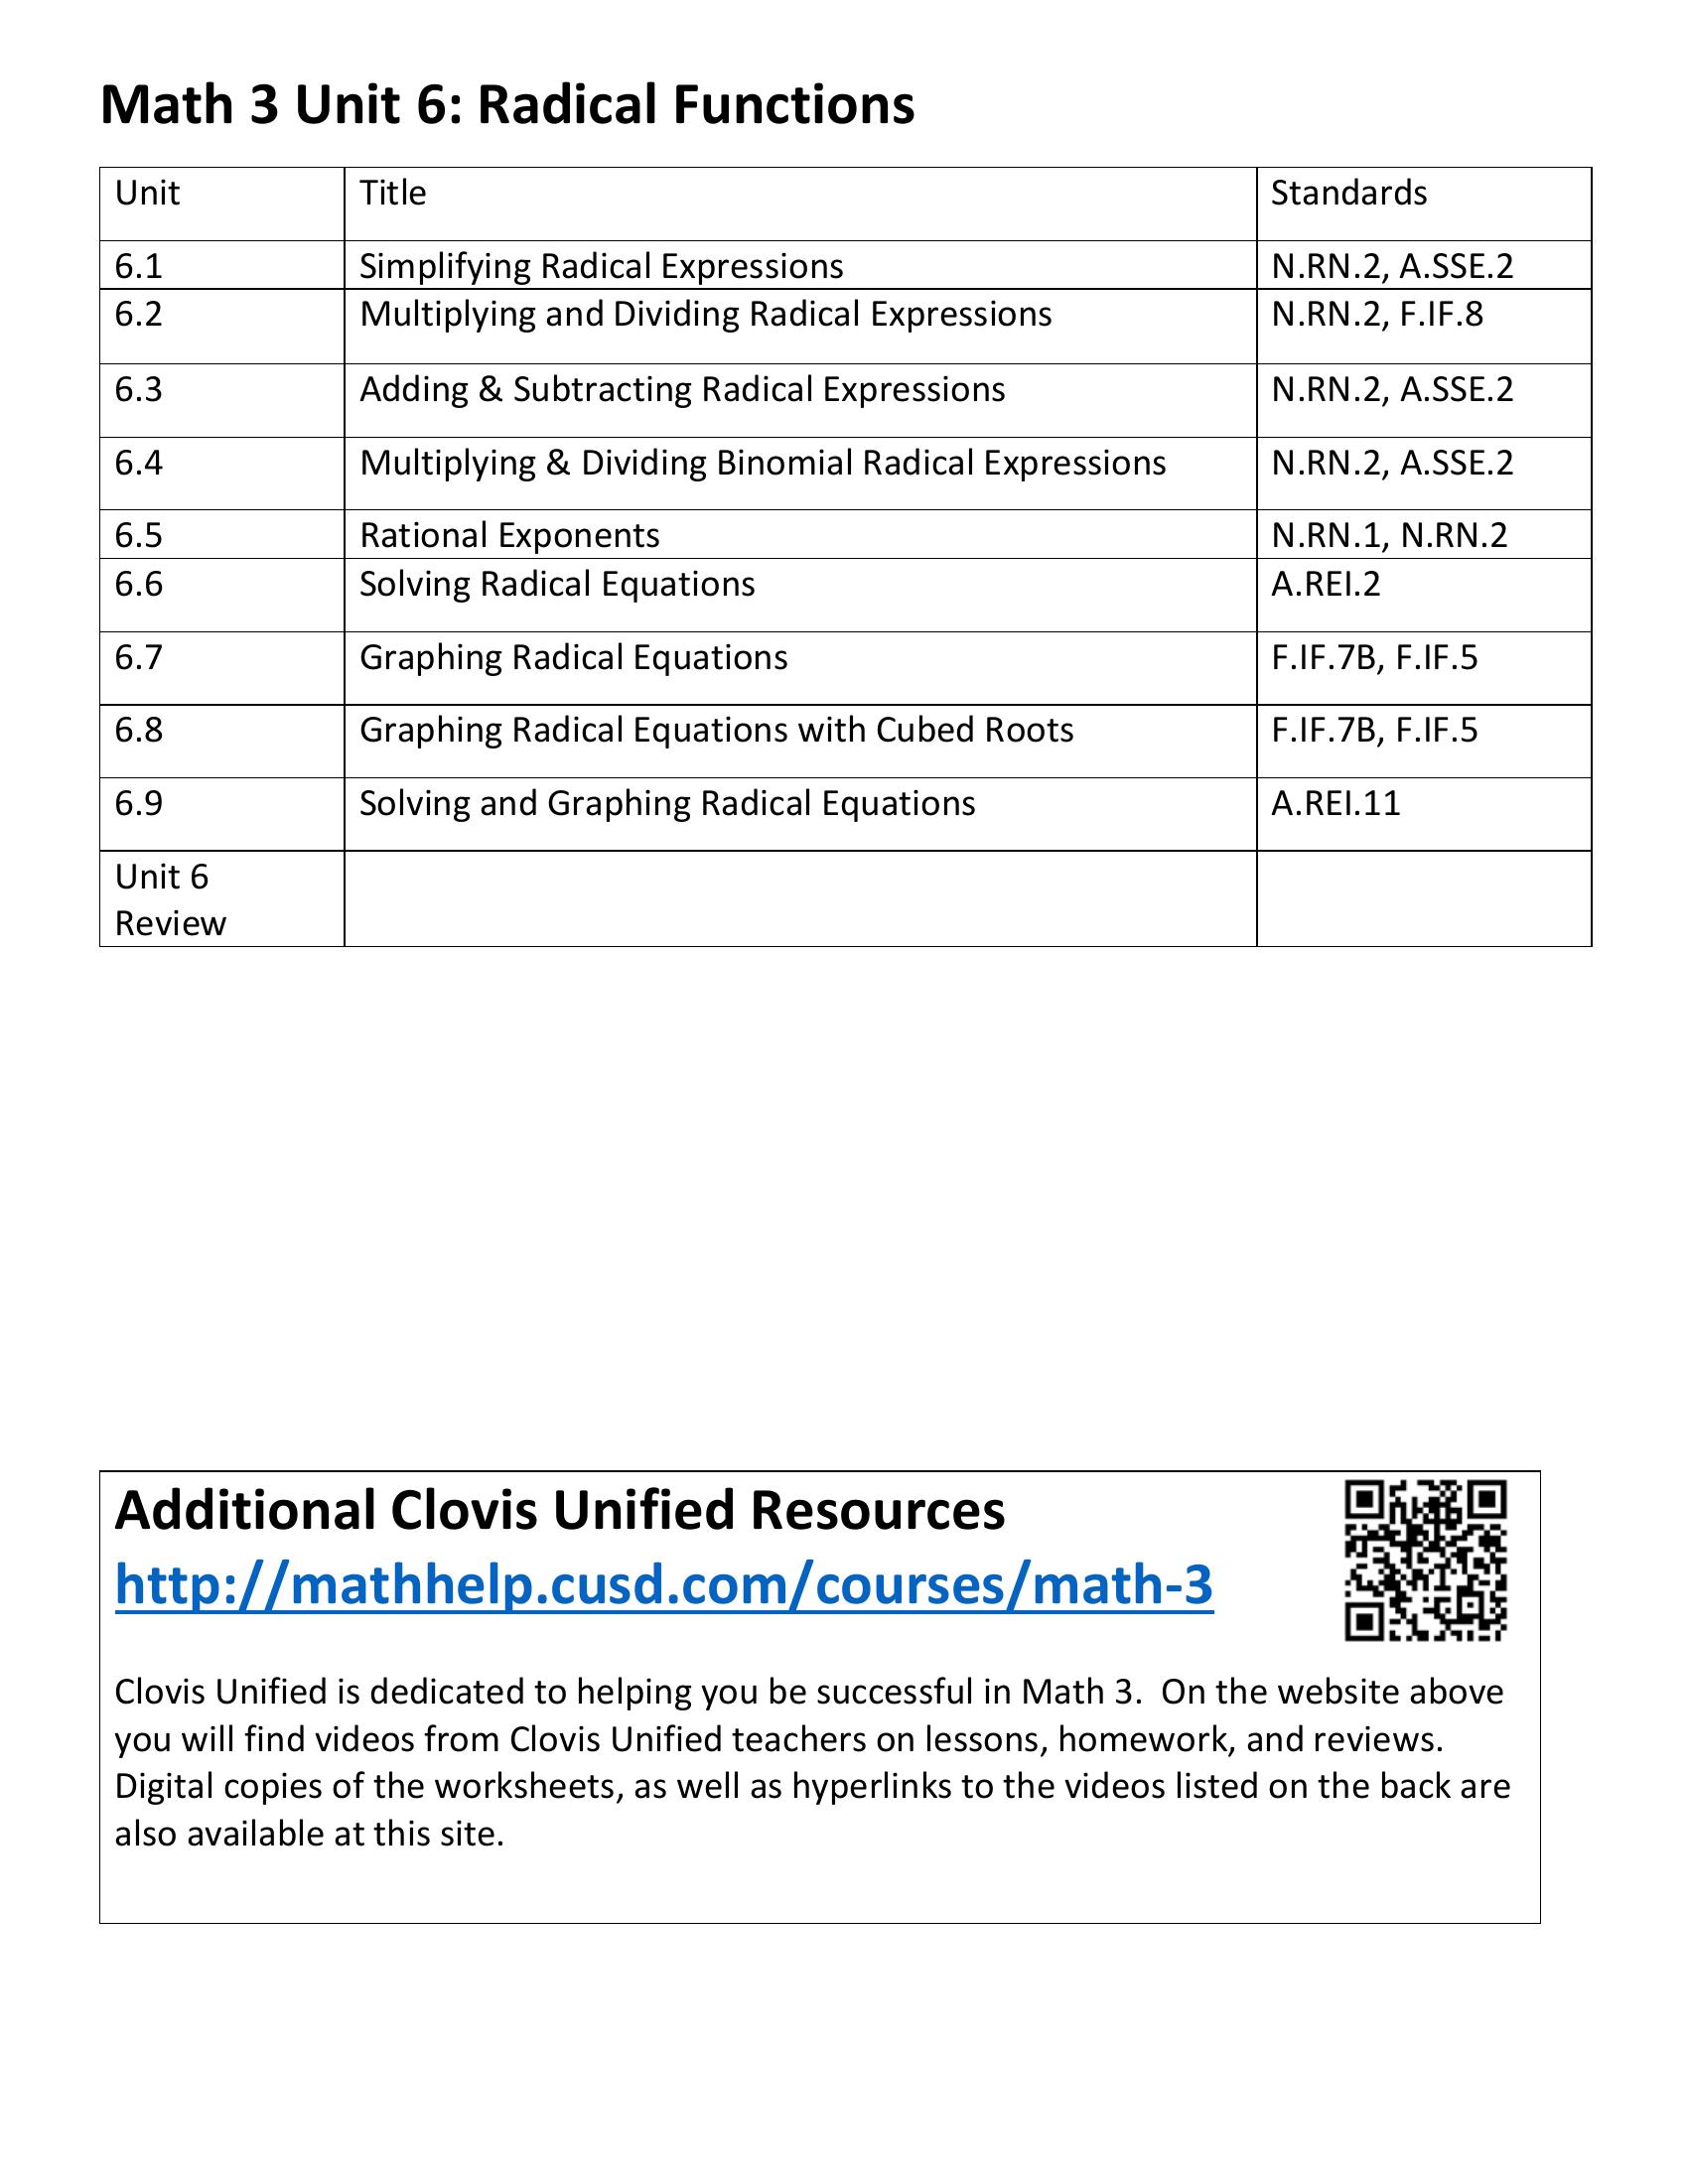 Math 3 Unit 6: Radical Functions
Unit Title Standards
6.1 Simplifying Radical Expressions N.RN.2, A.SSE.2
6.2 Multiplying and Dividing Radical Expressions N.RN.2, F.IF.8
6.3 Adding & Subtracting Radical Expressions N.RN.2, A.SSE.2
6.4 Multiplying & Dividing Binomial Radical Expressions N.RN.2, A.SSE.2
6.5 Rational Exponents N.RN.1, N.RN.2
6.6 Solving Radical Equations A.REI.2
6.7 Graphing Radical Equations F.IF.7B, F.IF.5
6.8 Graphing Radical Equations with Cubed Roots F.IF.7B, F.IF.5
6.9 Solving and Graphing Radical Equations A.REI.11
Unit 6
Review
Additional Clovis Unified Resources
http://mathhelp.cusd.com/courses/math-3
Clovis Unified is dedicated to helping you be successful in Math 3.  On the website above
you will find videos from Clovis Unified teachers on lessons, homework, and reviews.
Digital copies of the worksheets, as well as hyperlinks to the videos listed on the back are
also available at this site.